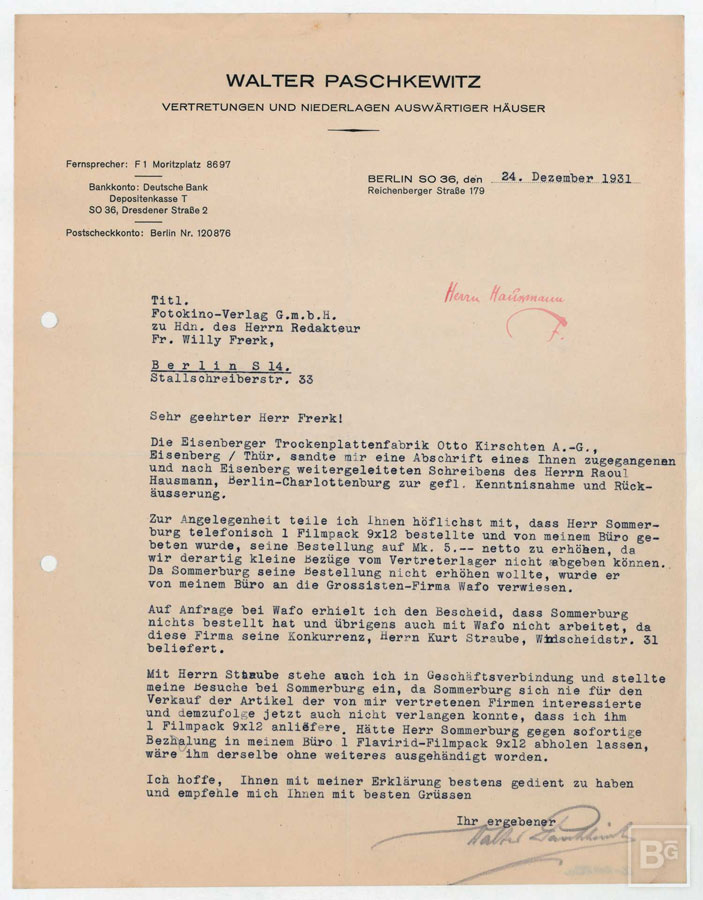 WALTER PASCHKEWITZ
VERTRETUNGEN UND NIEDERLAGEN AUSWÄRTIGER HÄUSER
Fernsprecher: F 1 Moritzplatz 8697
Bankkonto: Deutsche Bank
Depositenkasse T
SO 36, Dresdener Straße 2
Postscheckkonto: Berlin Nr. 120876
BERLIN SO 36, den 24. Dezember 1931
Reichenberger Straße 179
Herrn Hausmann
F.
Titl.
Fotokino-Verlag G.m.b.H.
zu Hdn. des Herrn Redakteur
Fr. Willy Frerk,
Berlin S 14.
Stallschreiberstr. 33
Sehr geehrter Herr Frerk!
Die Eisenberger Trockenplattenfabrik Otto Kirschten A.-G.,
Eisenberg / Thür. sandte mir eine Abschrift eines Ihnen zugegangenen
und nach Eisenberg weitergeleiteten Schreibens des Herrn Raoul
Hausmann, Berlin-Charlottenburg zur gefl. Kenntnisnahme und Rück-
äusserung.
Zur Angelegenheit teile ich Ihnen höflichst mit, dass Herr Sommer-
burg telefonisch 1 Filmpack 9x12 bestellte und von meinem Büro ge-
beten wurde, seine Bestellung auf Mk. 5.-- netto zu erhöhen, da
wir derartig kleine Bezüge vom Vertreterlager nicht abgeben können.
Da Sommerburg seine Bestellung nicht erhöhen wollte, wurde er
von meinem Büro an die Grossisten-Firma Wafo verwiesen.
Auf Anfrage bei Wafo erhielt ich den Bescheid, dass Sommerburg
nichts bestellt hat und übrigens auch mit Wafo nicht arbeitet, da
diese Firma seine Konkurrenz, Herrn Kurt Straube, Windscheidstr. 31
beliefert.
Mit Herrn Straube stehe auch ich in Geschäftsverbindung und stellte
meine Besuche bei Sommerburg ein, da Sommerburg sich nie für den
Verkauf der Artikel der von mir vertretenen Firmen interessierte
und demzufolge jetzt auch nicht verlangen konnte, dass ich ihm
1 Filmpack 9x12 anliefere. Hätte Herr Sommerburg gegen sofortige
Bezhalung in meinem Büro 1 Flavirid-Filmpack 9x12 abholen lassen,
wäre ihm derselbe ohne weiteres ausgehändigt worden.
Ich hoffe, Ihnen mit meiner Erklärung bestens gedient zu haben
und empfehle mich Ihnen mit besten Grüssen
Ihr ergebener
Walter Paschkewitz
BG